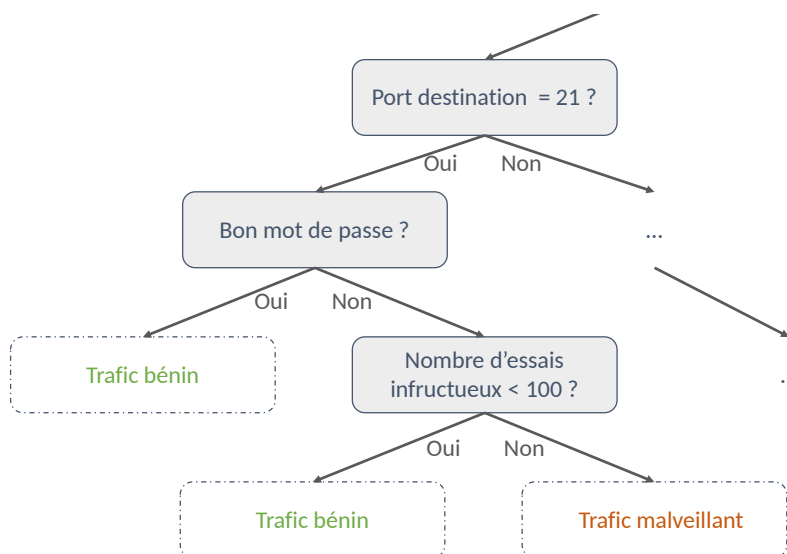 Port destination = 21 ?
Oui
Non
Bon mot de passe ?
...
Oui
Non
Trafic bénin
Nombre d’essais
infructueux < 100 ?
.
Oui
Non
Trafic bénin
Trafic malveillant